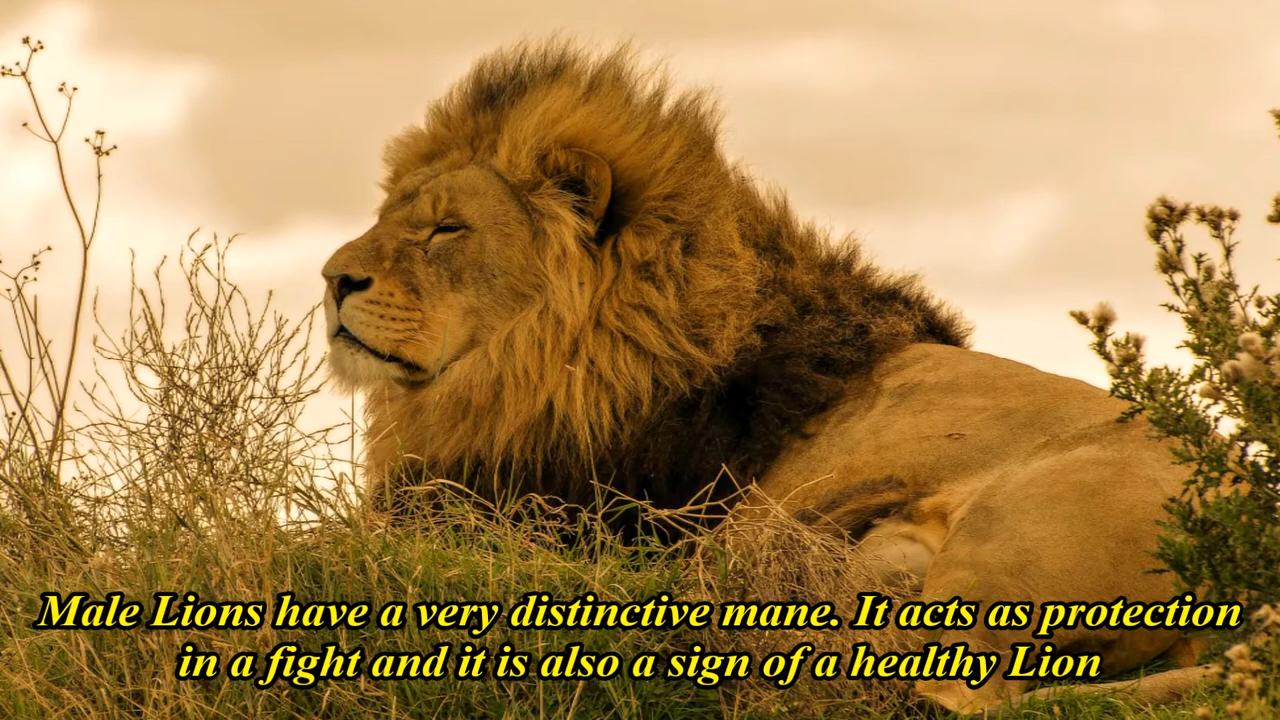 Male Lions have a very distinctive mane. It acts as protection
in a fight and it is also a sign of a healthy Lion